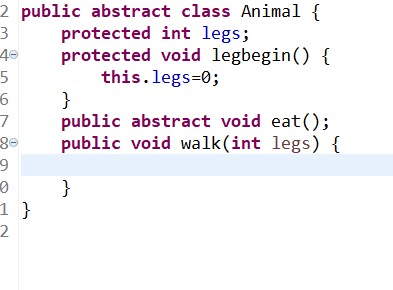 2 public abstract class Animal {
3     protected int legs;
4     protected void legbegin() {
5         this.legs=0;
6     }
7     public abstract void eat();
8     public void walk(int legs) {
9
0     }
1 }
2